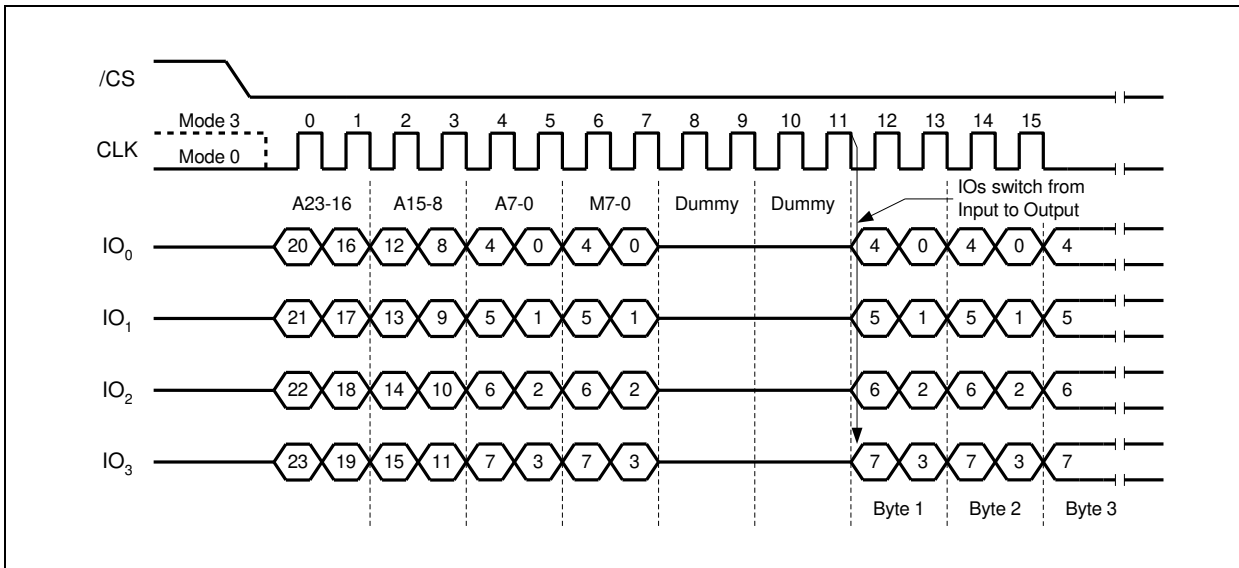 /CS
Mode 3
0 1 2 3 4 5 6 7 8 9 10 11 12 13 14 15
CLK
Mode 0
IOs switch from
Input to Output
A23-16 A15-8 A7-0 M7-0 Dummy Dummy
IO0 20 16 12 8 4 0 4 0 4 0 4 0 4
IO1 21 17 13 9 5 1 5 1 5 1 5 1 5
IO2 22 18 14 10 6 2 6 2 6 2 6 2 6
IO3 23 19 15 11 7 3 7 3 7 3 7 3 7
Byte 1 Byte 2 Byte 3